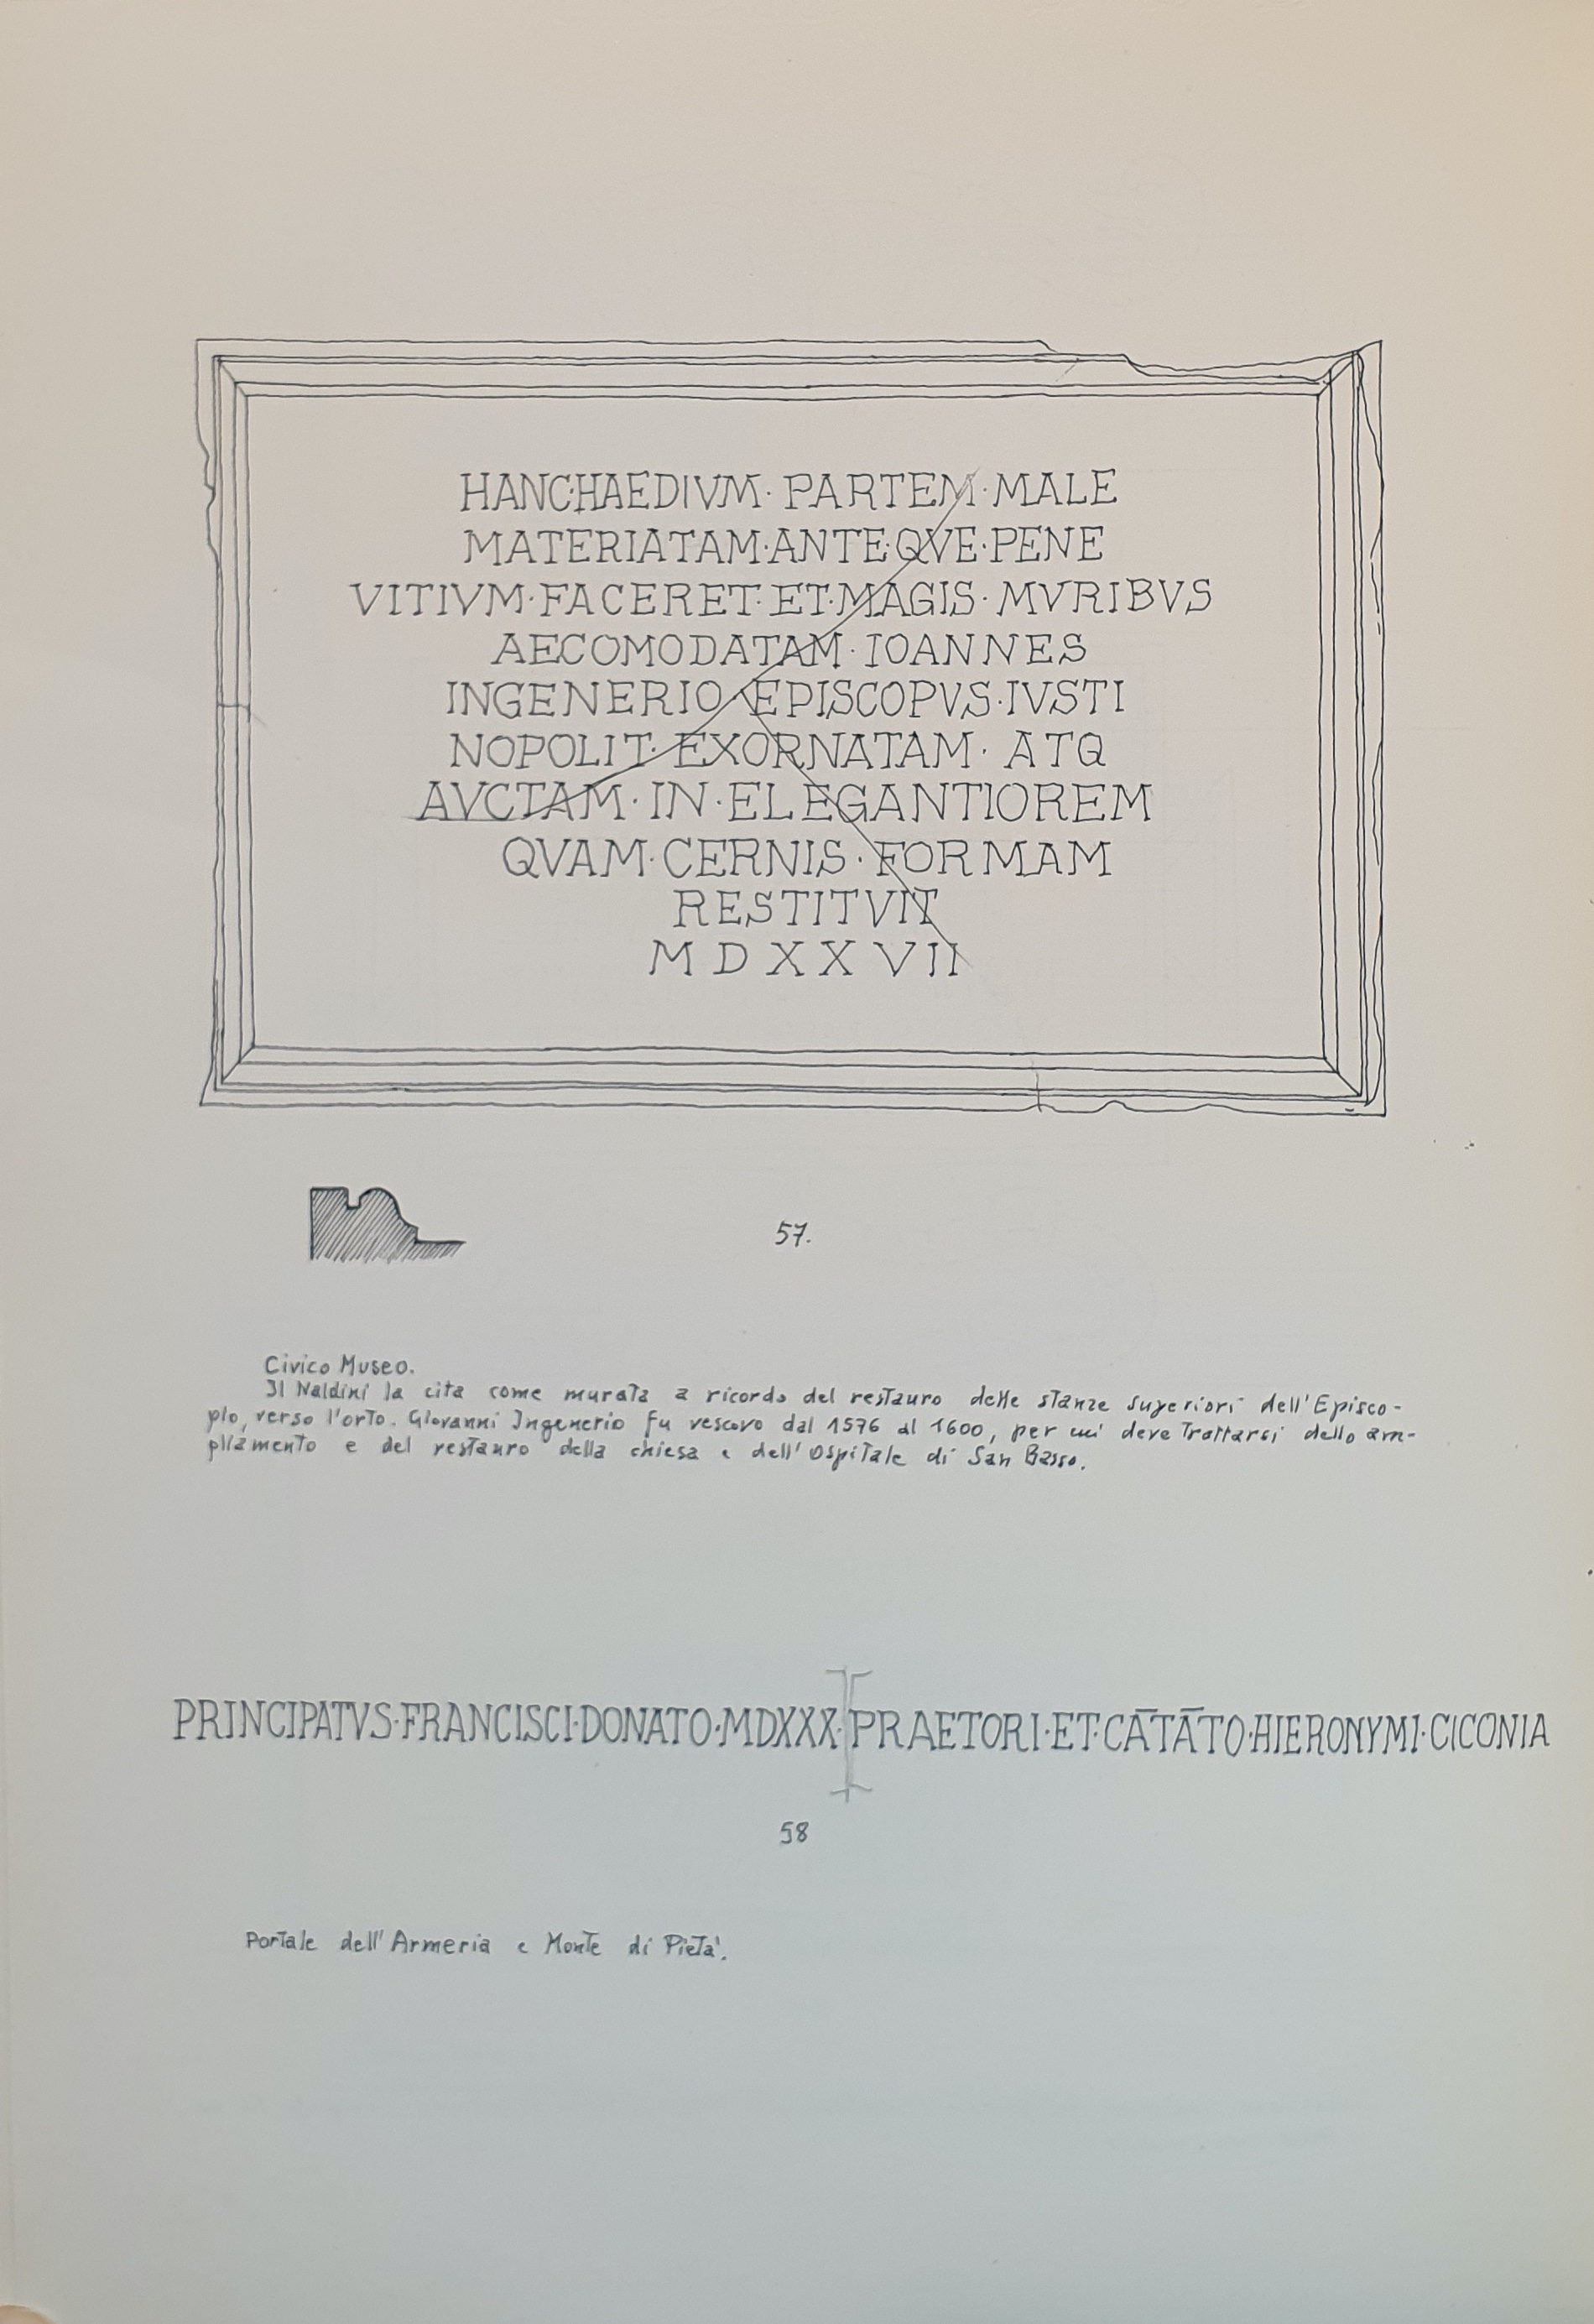 HANC·HAEDIVM· PARTEM·MALE
MATERIATAM·ANTE·QVE·PENE
VITIVM·FACERET·ET·MAGIS·MVRIBVS
AECOMODATAM·IOANNES
INGENERIO·EPISCOPVS·IVSTI
NOPOLIT·EXORNATAM· ATQ
AVCTAM·IN·ELEGANTIOREM
QVAM·CERNIS·FORMAM
RESTITVIT
MDXXVII
57.
Civico Museo.
Il Naldini la cita come murata a ricordo del restauro delle stanze superiori dell'Episco-
pio, verso l'orto. Giovanni Ingenerio fu vescovo dal 1576 al 1600, per cui deve trattarsi dello am-
pliamento e del restauro della chiesa e dell'Ospitale di San Basso.
PRINCIPATVS·FRANCISCI·DONATO·MDXXX·PRAETORI·ET·CĀTĀTO·HIERONYMI·CICONIA
58
Portale dell'Armeria e Monte di Pietà.